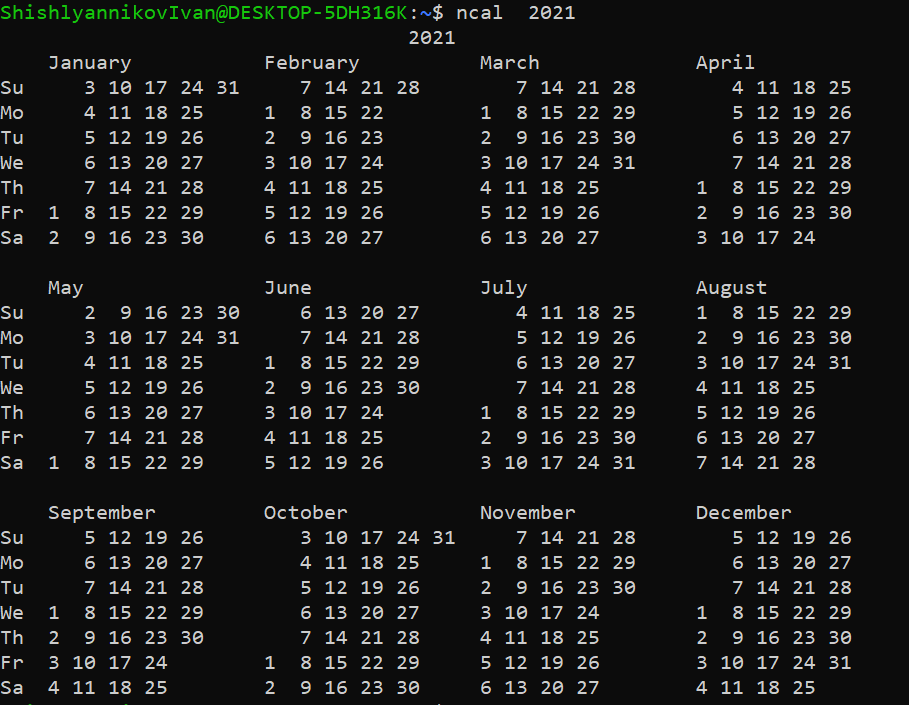 ShishlyannikovIvan@DESKTOP-5DH316K:~$ ncal  2021
                                  2021
    January           February          March             April
Su     3 10 17 24 31     7 14 21 28        7 14 21 28        4 11 18 25
Mo     4 11 18 25     1  8 15 22        1  8 15 22 29        5 12 19 26
Tu     5 12 19 26     2  9 16 23        2  9 16 23 30        6 13 20 27
We     6 13 20 27     3 10 17 24        3 10 17 24 31        7 14 21 28
Th     7 14 21 28     4 11 18 25        4 11 18 25        1  8 15 22 29
Fr  1  8 15 22 29     5 12 19 26        5 12 19 26        2  9 16 23 30
Sa  2  9 16 23 30     6 13 20 27        6 13 20 27        3 10 17 24

    May               June              July              August
Su     2  9 16 23 30     6 13 20 27        4 11 18 25     1  8 15 22 29
Mo     3 10 17 24 31     7 14 21 28        5 12 19 26     2  9 16 23 30
Tu     4 11 18 25     1  8 15 22 29        6 13 20 27     3 10 17 24 31
We     5 12 19 26     2  9 16 23 30        7 14 21 28     4 11 18 25
Th     6 13 20 27     3 10 17 24        1  8 15 22 29     5 12 19 26
Fr     7 14 21 28     4 11 18 25        2  9 16 23 30     6 13 20 27
Sa  1  8 15 22 29     5 12 19 26        3 10 17 24 31     7 14 21 28

    September         October           November          December
Su     5 12 19 26        3 10 17 24 31     7 14 21 28        5 12 19 26
Mo     6 13 20 27        4 11 18 25     1  8 15 22 29        6 13 20 27
Tu     7 14 21 28        5 12 19 26     2  9 16 23 30        7 14 21 28
We  1  8 15 22 29        6 13 20 27     3 10 17 24        1  8 15 22 29
Th  2  9 16 23 30        7 14 21 28     4 11 18 25        2  9 16 23 30
Fr  3 10 17 24        1  8 15 22 29     5 12 19 26        3 10 17 24 31
Sa  4 11 18 25        2  9 16 23 30     6 13 20 27        4 11 18 25